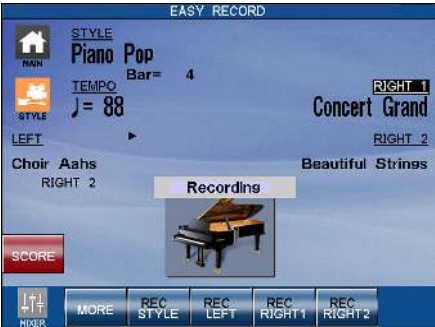 EASY RECORD
STYLE
Piano Pop
Bar= 4
MAIN
TEMPO
♩= 88
STYLE
RIGHT 1
Concert Grand
LEFT
RIGHT 2
Choir Aahs
Beautiful Strings
RIGHT 2
Recording
SCORE
MIXER
MORE
REC STYLE
REC LEFT
REC RIGHT1
REC RIGHT2